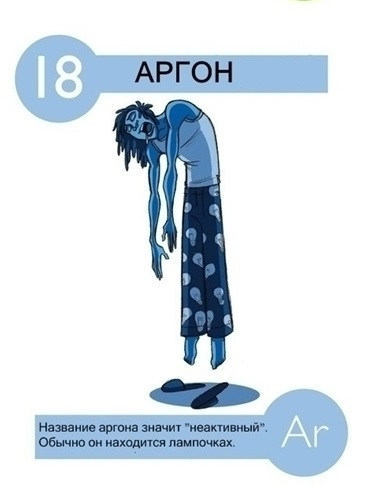 18
АРГОН
Название аргона значит "неактивный".
Обычно он находится лампочках.
Ar